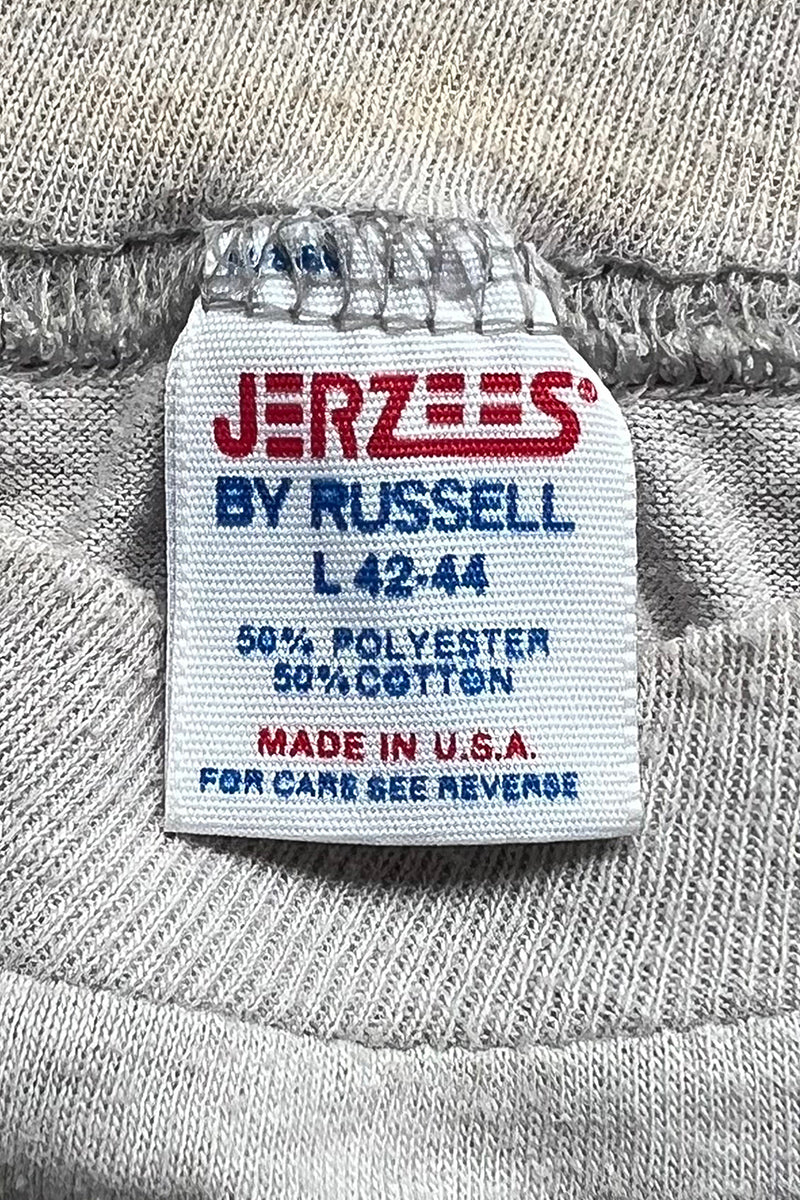 JERZEES®
BY RUSSELL
L 42-44
50% POLYESTER
50% COTTON
MADE IN U.S.A.
FOR CARE SEE REVERSE